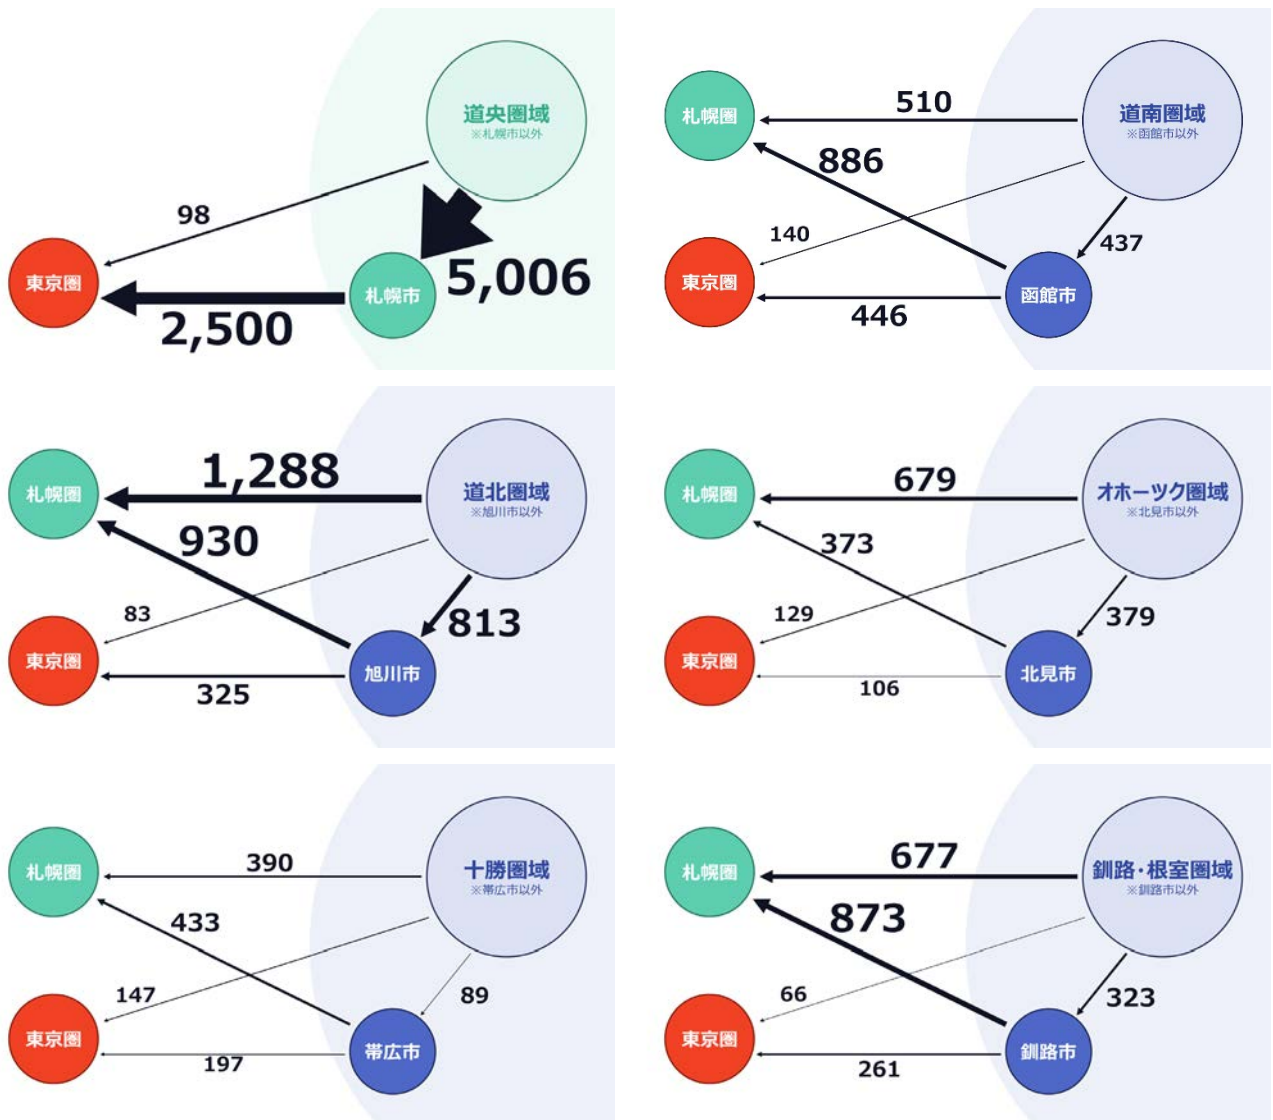 道央圏域
※札幌市以外
98
東京圏
札幌市
5,006
2,500
札幌圏
510
道南圏域
※函館市以外
886
140
437
東京圏
函館市
446
札幌圏
1,288
道北圏域
※旭川市以外
930
83
813
東京圏
旭川市
325
札幌圏
679
オホーツク圏域
※北見市以外
373
129
379
東京圏
北見市
106
札幌圏
390
十勝圏域
※帯広市以外
433
147
89
東京圏
帯広市
197
札幌圏
677
釧路・根室圏域
※釧路市以外
873
66
323
東京圏
釧路市
261